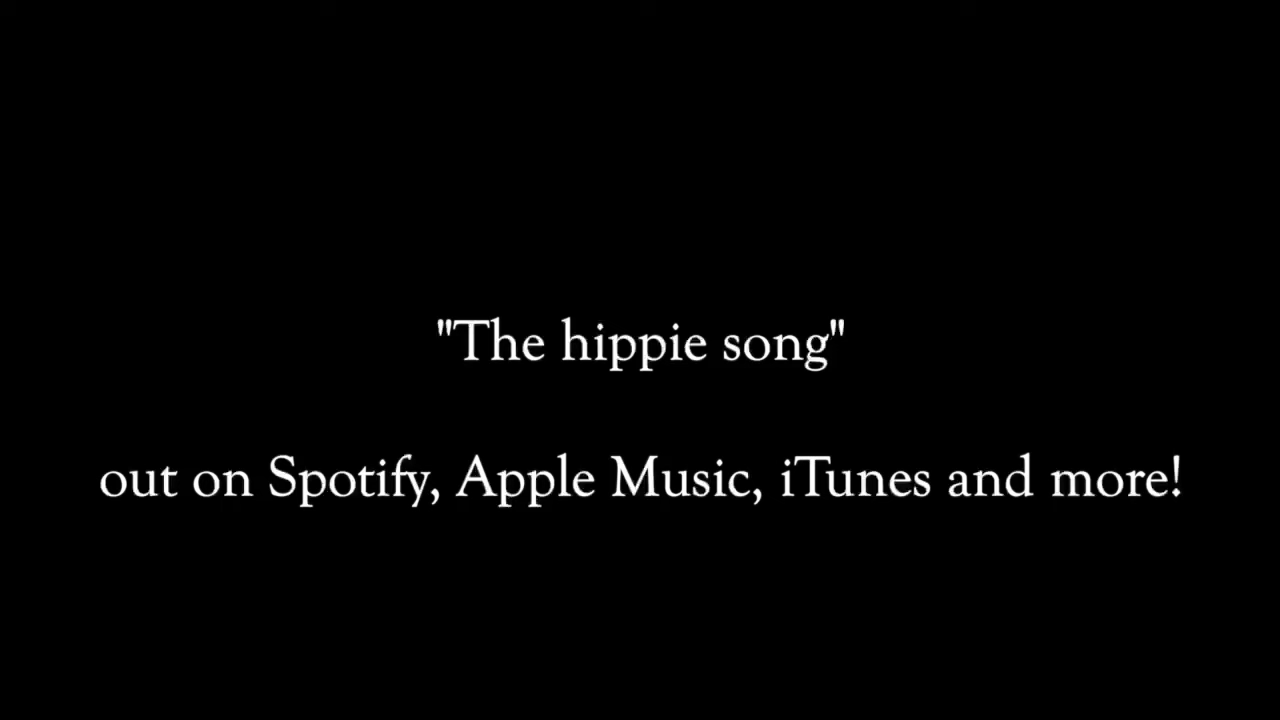 "The hippie song"
out on Spotify, Apple Music, iTunes and more!